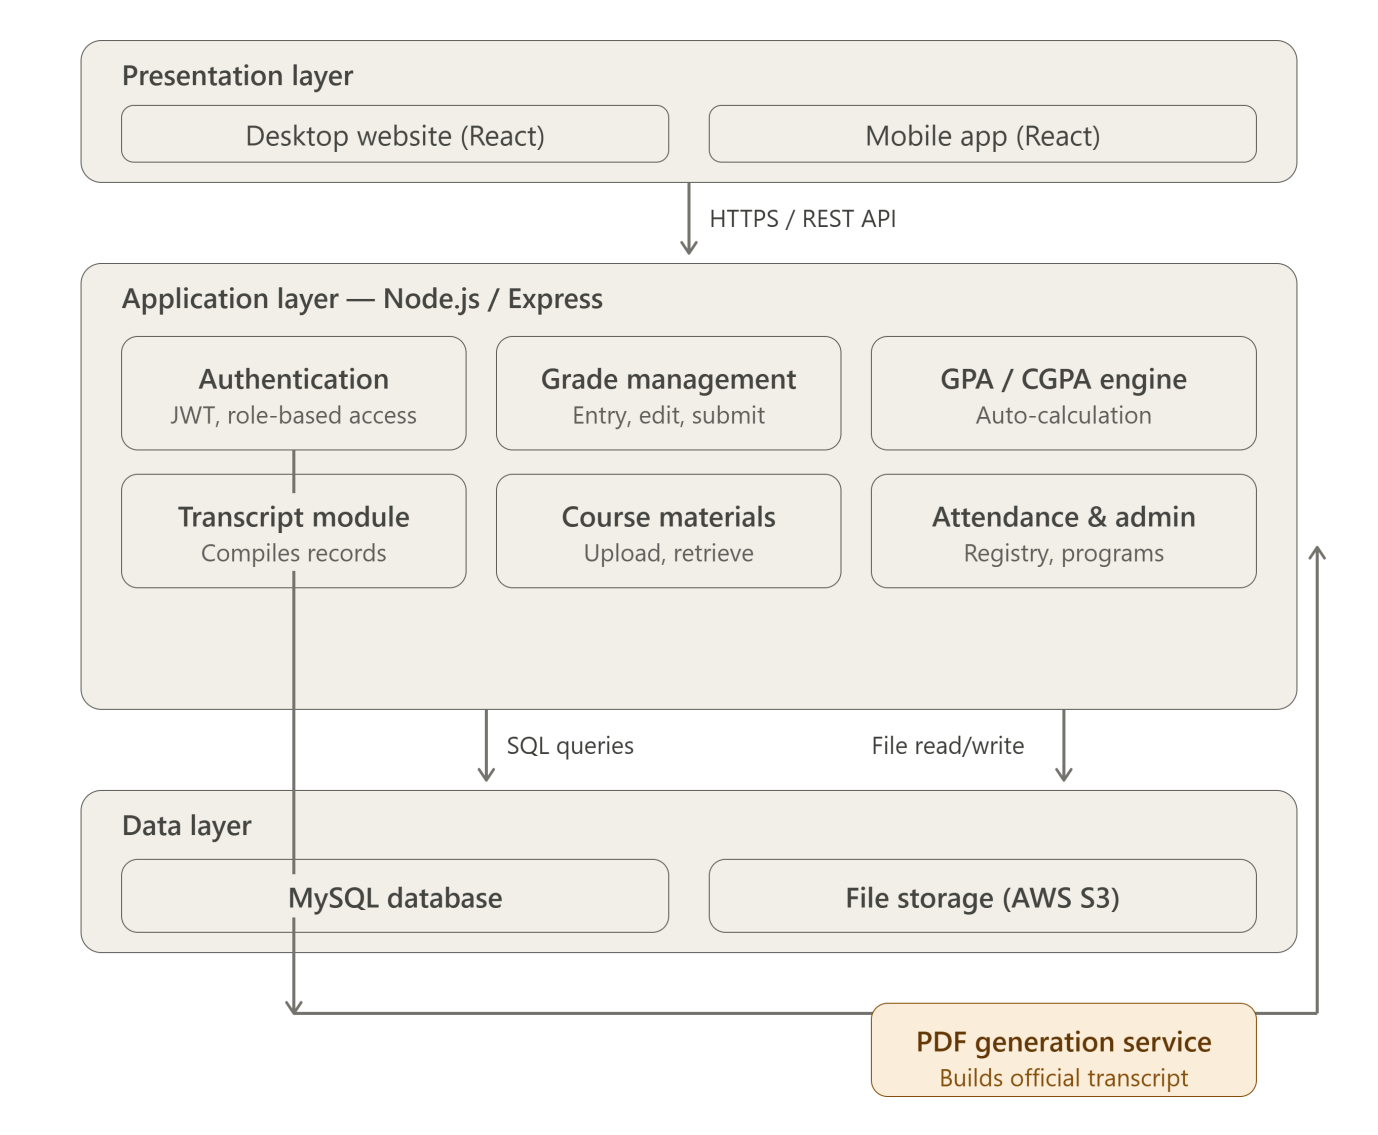 Presentation layer
Desktop website (React)
Mobile app (React)
HTTPS / REST API
Application layer — Node.js / Express
Authentication
JWT, role-based access
Grade management
Entry, edit, submit
GPA / CGPA engine
Auto-calculation
Transcript module
Compiles records
Course materials
Upload, retrieve
Attendance & admin
Registry, programs
SQL queries
File read/write
Data layer
MySQL database
File storage (AWS S3)
PDF generation service
Builds official transcript